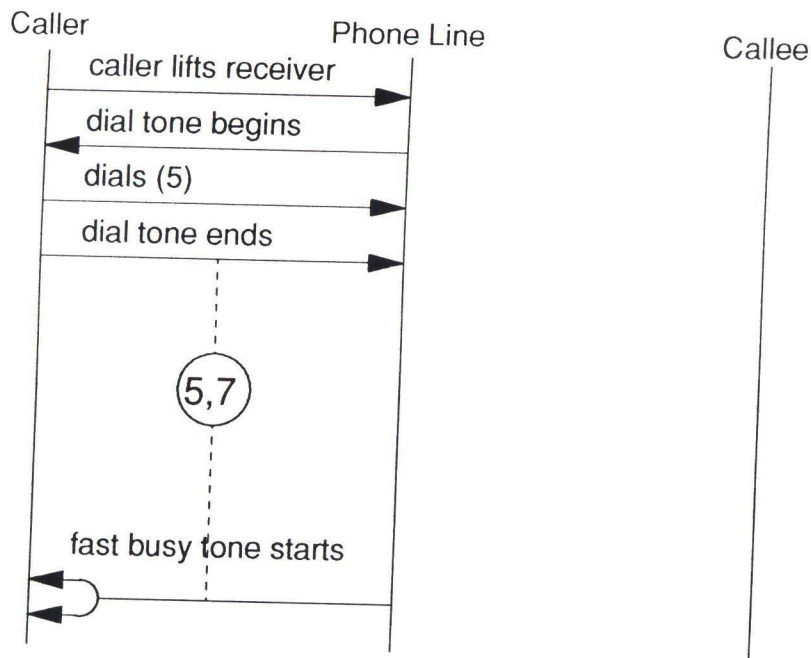 Caller
Phone Line
Callee
caller lifts receiver
dial tone begins
dials (5)
dial tone ends
5,7
fast busy tone starts